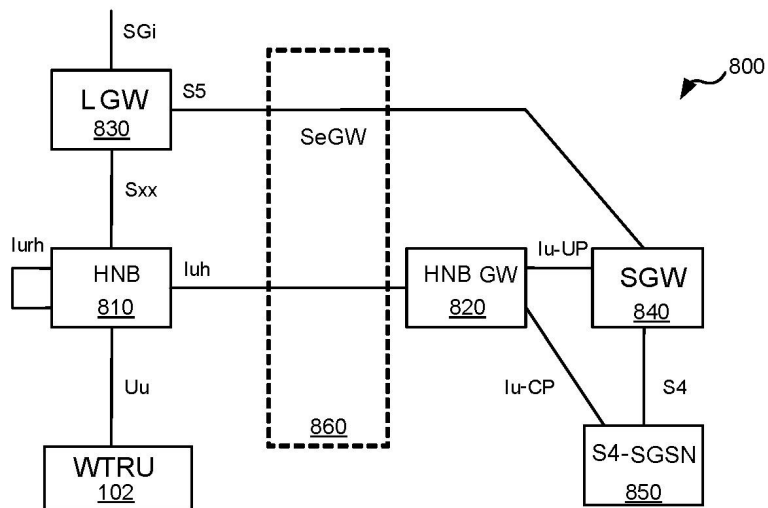 SGi
800
LGW
830
S5
SeGW
Sxx
Iurh
HNB
810
Iuh
HNB GW
820
Iu-UP
SGW
840
Uu
Iu-CP
S4
860
WTRU
102
S4-SGSN
850